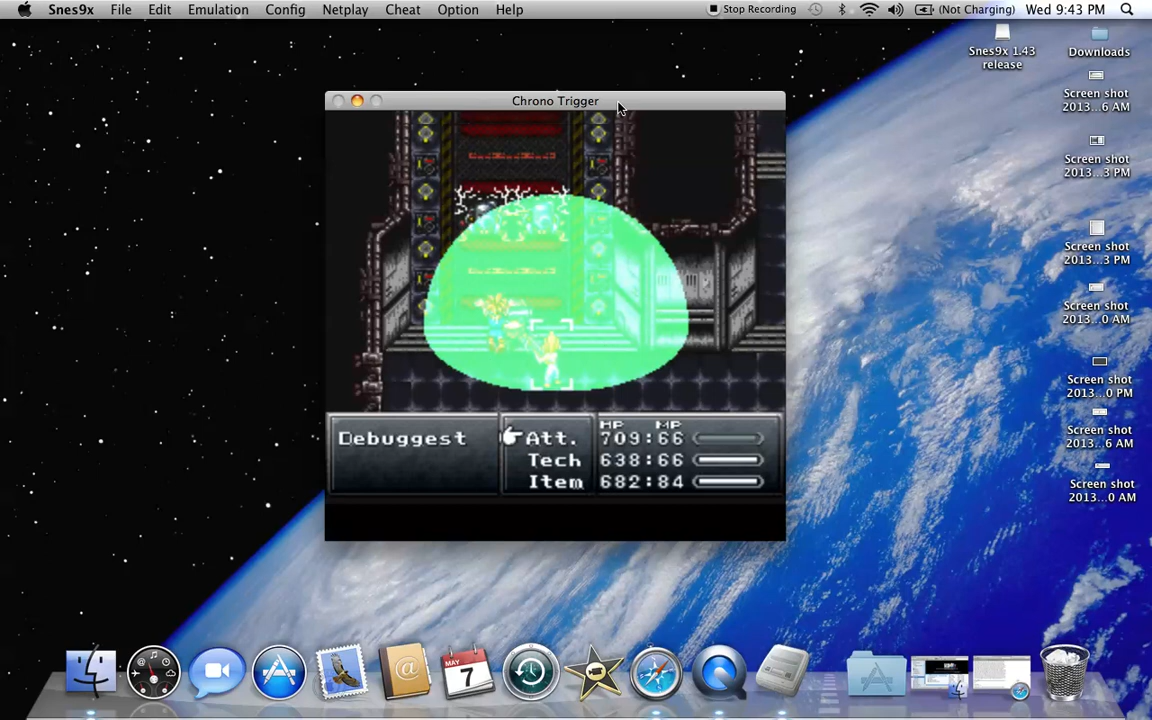 Snes9x File Edit Emulation Config Netplay Cheat Option Help Stop Recording (Not Charging) Wed 9:43 PM
Snes9x 1.43
release
Downloads
Screen shot
2013...6 AM
Screen shot
2013...3 PM
Screen shot
2013...3 PM
Screen shot
2013...0 AM
Screen shot
2013...0 PM
Screen shot
2013...6 AM
Screen shot
2013...0 AM
Chrono Trigger
HP MP
Debuggest Att. 709:66
Tech 638:66
Item 682:84
MAY
7